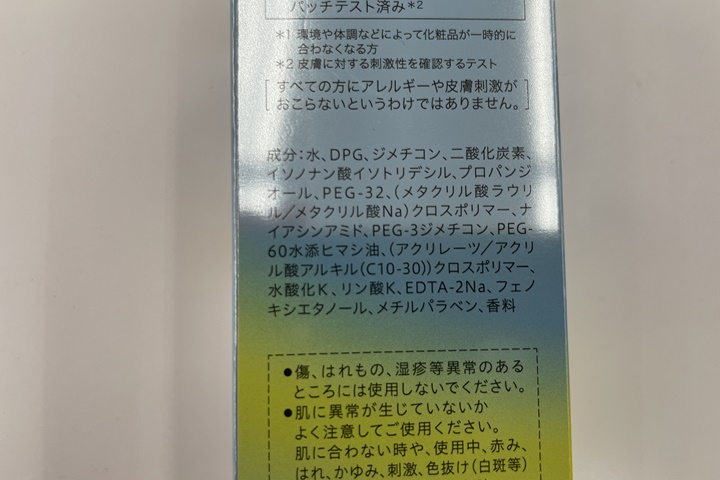 パッチテスト済み*2
*1 環境や体調などによって化粧品が一時的に
合わなくなる方
*2 皮膚に対する刺激性を確認するテスト
すべての方にアレルギーや皮膚刺激が
おこらないというわけではありません。
成分：水、DPG、ジメチコン、二酸化炭素、
イソノナン酸イソトリデシル、プロパンジ
オール、PEG-32、(メタクリル酸ラウリ
ル／メタクリル酸Na)クロスポリマー、ナ
イアシンアミド、PEG-3ジメチコン、PEG-
60水添ヒマシ油、(アクリレーツ／アクリ
ル酸アルキル(C10-30))クロスポリマー、
水酸化K、リン酸K、EDTA-2Na、フェノ
キシエタノール、メチルパラベン、香料
●傷、はれもの、湿疹等異常のある
ところには使用しないでください。
●肌に異常が生じていないか
よく注意してご使用ください。
肌に合わない時や、使用中、赤み、
はれ、かゆみ、刺激、色抜け(白斑等)